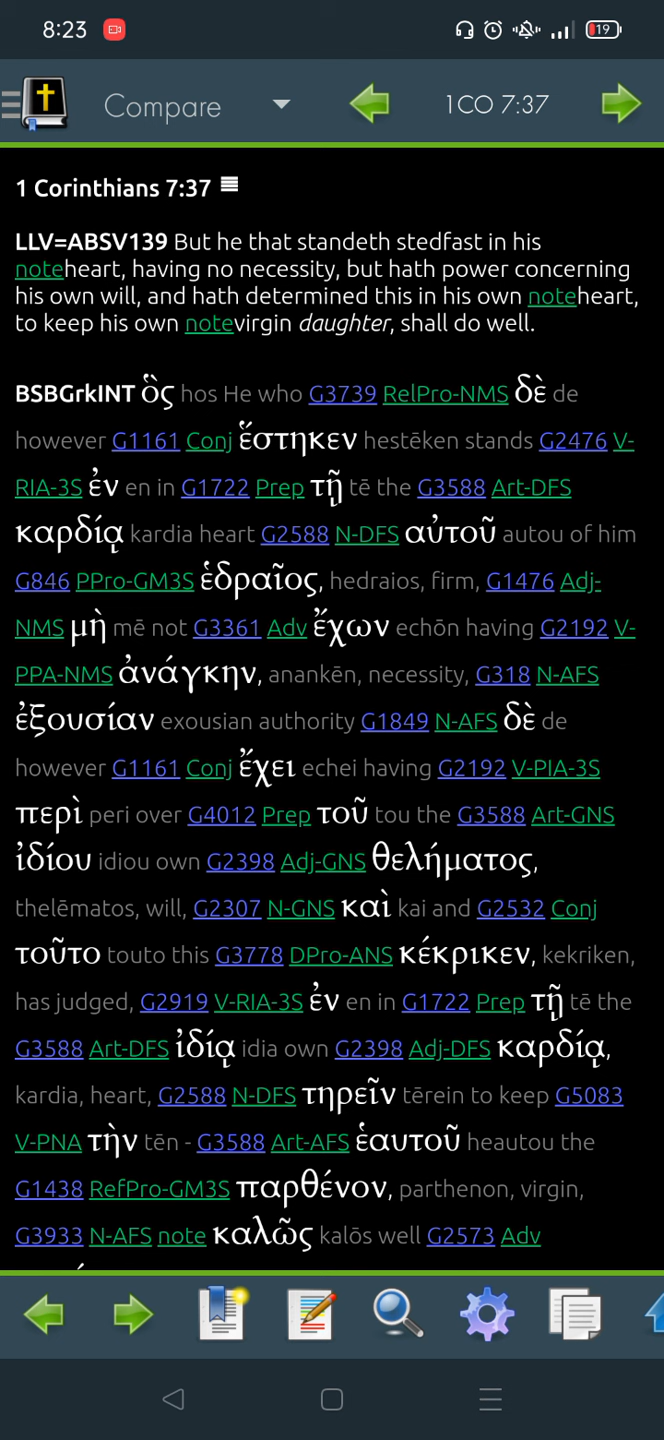 8:23
19
Compare
1CO 7:37
1 Corinthians 7:37
LLV=ABSV139 But he that standeth stedfast in his
noteheart, having no necessity, but hath power concerning
his own will, and hath determined this in his own noteheart,
to keep his own notevirgin daughter, shall do well.
BSBGrkINT ὃς hos He who G3739 RelPro-NMS δὲ de
however G1161 Conj ἕστηκεν hestēken stands G2476 V-
RIA-3S ἐν en in G1722 Prep τῇ tē the G3588 Art-DFS
καρδίᾳ kardia heart G2588 N-DFS αὐτοῦ autou of him
G846 PPro-GM3S ἑδραῖος, hedraios, firm, G1476 Adj-
NMS μὴ mē not G3361 Adv ἔχων echōn having G2192 V-
PPA-NMS ἀνάγκην, anankēn, necessity, G318 N-AFS
ἐξουσίαν exousian authority G1849 N-AFS δὲ de
however G1161 Conj ἔχει echei having G2192 V-PIA-3S
περὶ peri over G4012 Prep τοῦ tou the G3588 Art-GNS
ἰδίου idiou own G2398 Adj-GNS θελήματος,
thelēmatos, will, G2307 N-GNS καὶ kai and G2532 Conj
τοῦτο touto this G3778 DPro-ANS κέκρικεν, kekriken,
has judged, G2919 V-RIA-3S ἐν en in G1722 Prep τῇ tē the
G3588 Art-DFS ἰδίᾳ idia own G2398 Adj-DFS καρδίᾳ,
kardia, heart, G2588 N-DFS τηρεῖν tērein to keep G5083
V-PNA τὴν tēn - G3588 Art-AFS ἑαυτοῦ heautou the
G1438 RefPro-GM3S παρθένον, parthenon, virgin,
G3933 N-AFS note καλῶς kalōs well G2573 Adv